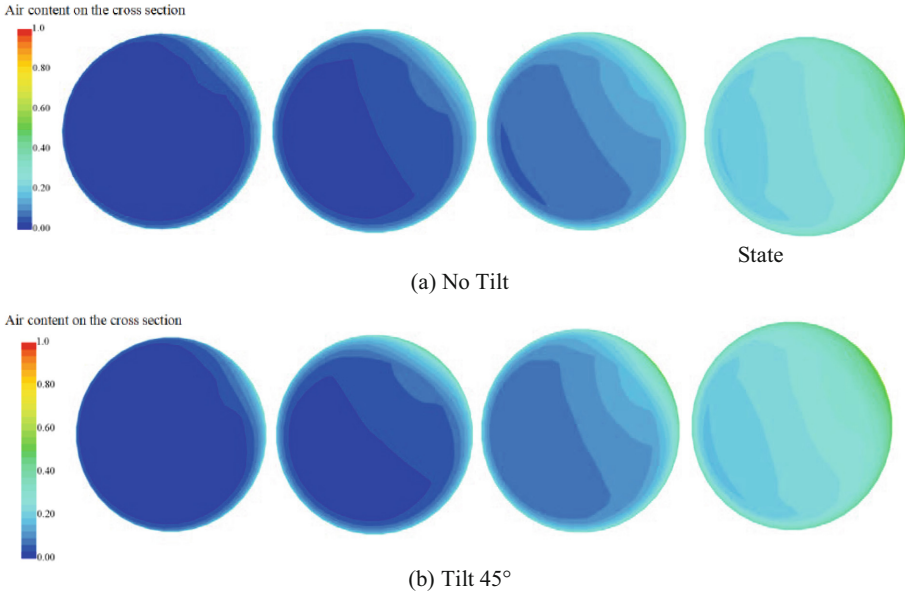 Air content on the cross section
1.0
0.80
0.60
0.40
0.20
0.00
State
(a) No Tilt
Air content on the cross section
1.0
0.80
0.60
0.40
0.20
0.00
(b) Tilt 45°